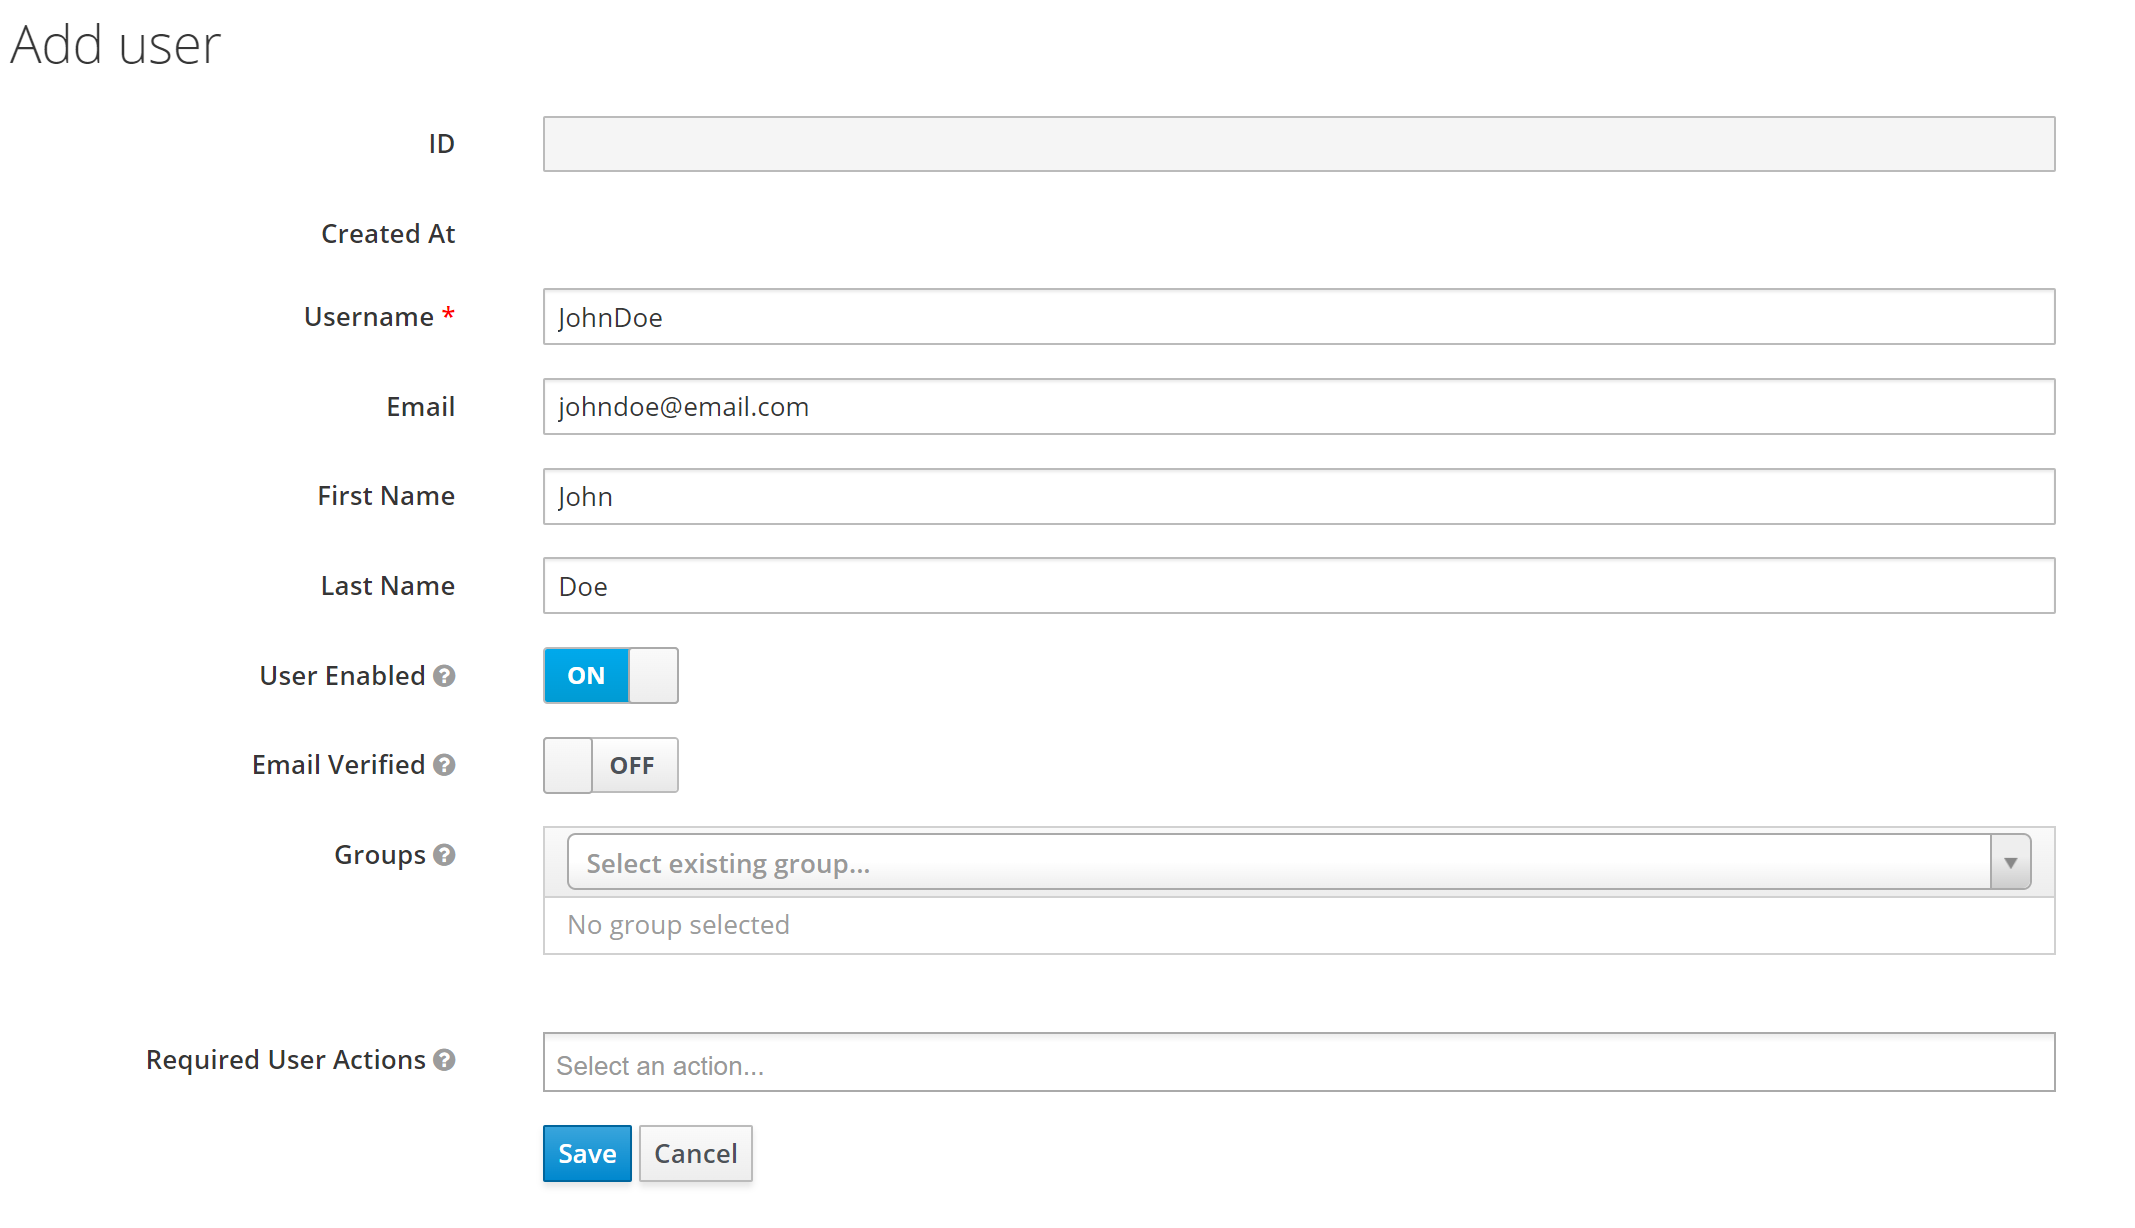 Add user
ID
Created At
Username *
JohnDoe
Email
johndoe@email.com
First Name
John
Last Name
Doe
User Enabled ?
ON
Email Verified ?
OFF
Groups ?
Select existing group...
No group selected
Required User Actions ?
Select an action...
Save Cancel